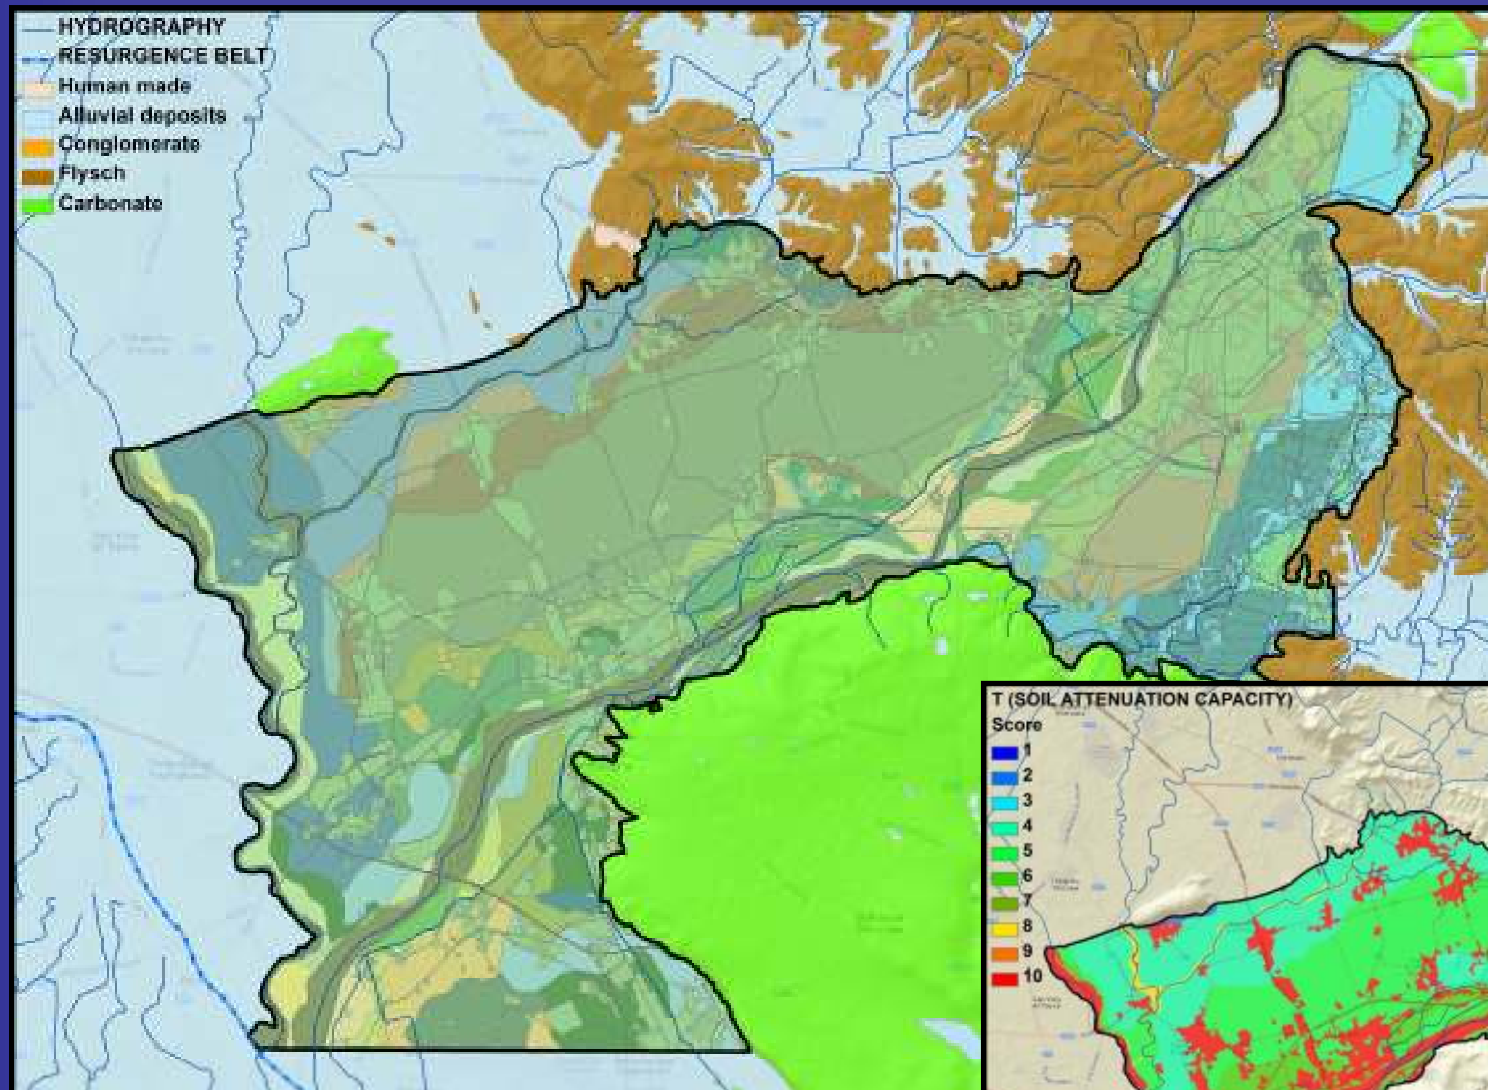 HYDROGRAPHY
RESURGENCE BELT
Human made
Alluvial deposits
Conglomerate
Flysch
Carbonate
T (SOIL ATTENUATION CAPACITY)
Score
1
2
3
4
5
6
7
8
9
10